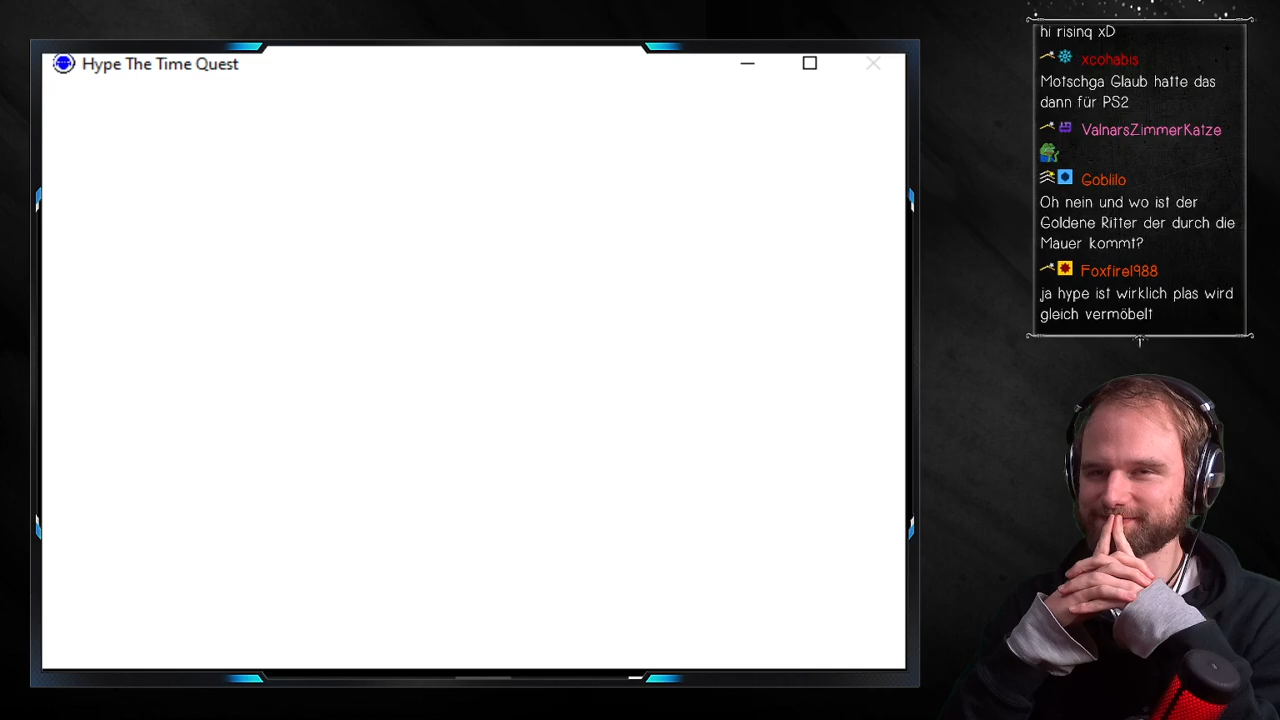 Hype The Time Quest
hi rising xD
xcohabis
Motschga Glaub hatte das
dann für PS2
ValnarsZimmerKatze
Goblilo
Oh nein und wo ist der
Goldene Ritter der durch die
Mauer kommt?
Foxfire1988
ja hype ist wirklich plas wird
gleich vermöbelt